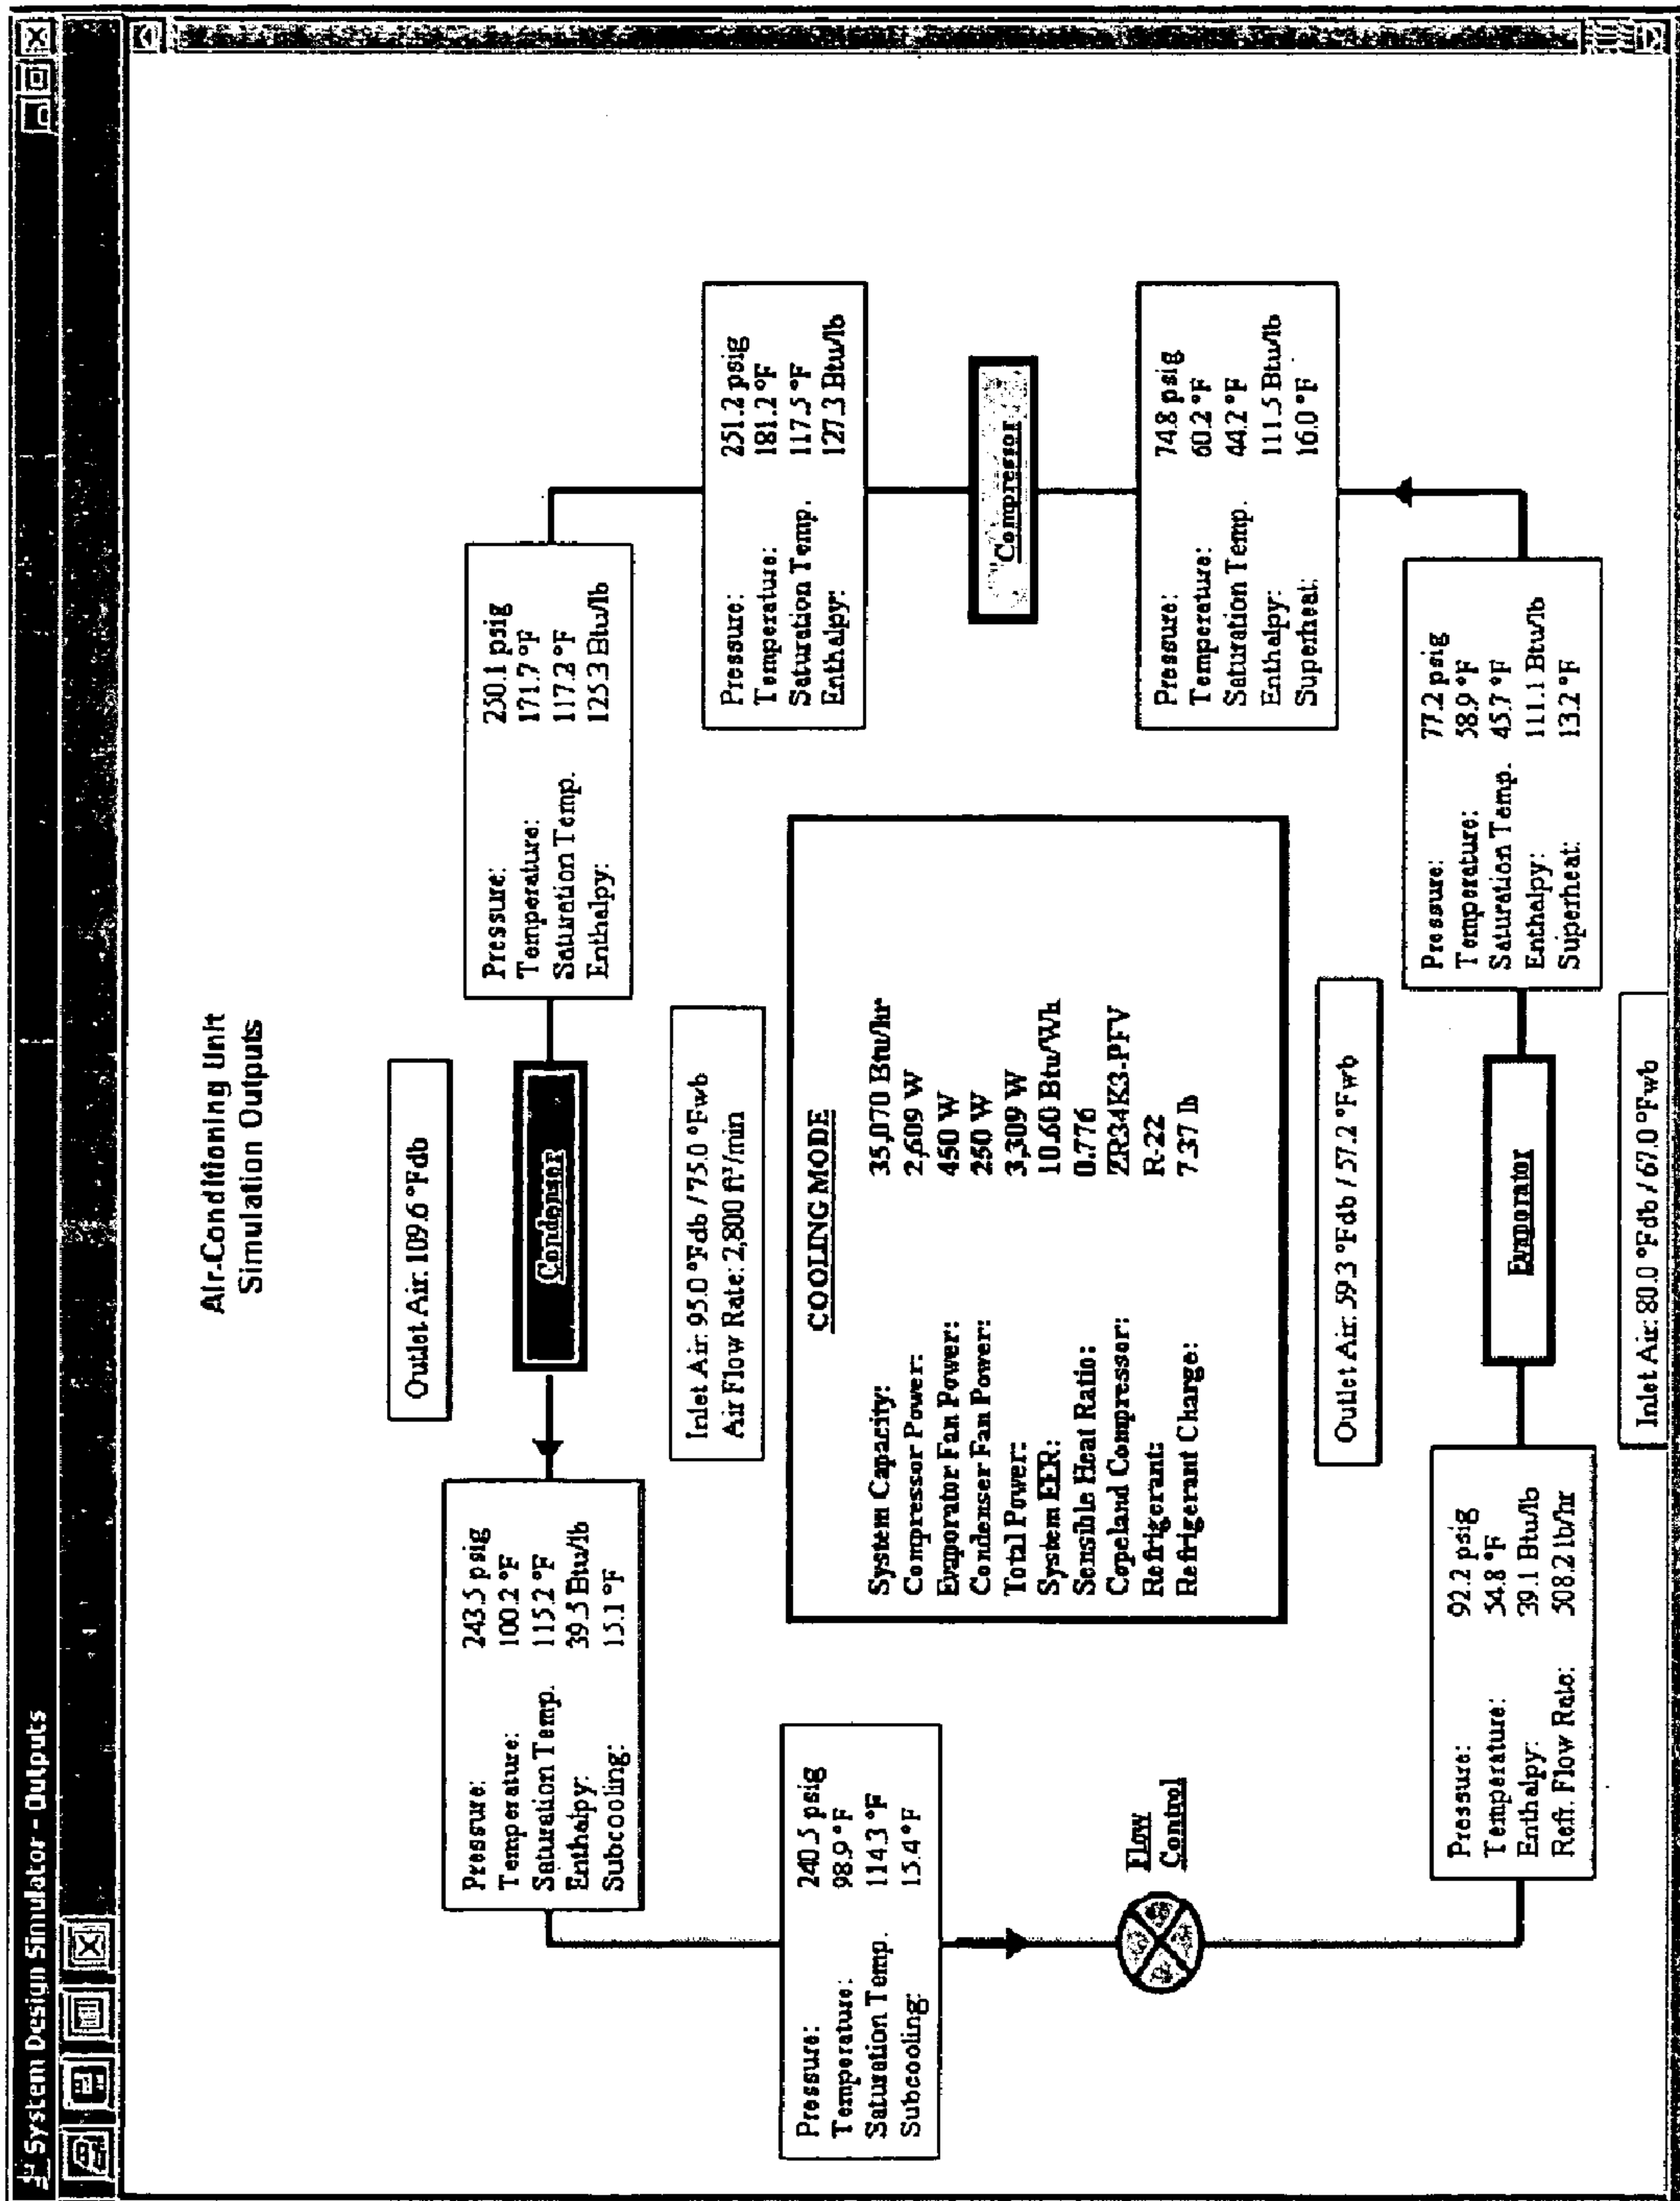 System Design Simulator - Outputs
Air-Conditioning Unit
Simulation Outputs
Outlet Air: 109.6 °Fdb
Condenser
Inlet Air: 95.0 °Fdb / 75.0 °Fwb
Air Flow Rate: 2,800 ft³/min
Pressure: 243.5 psig
Temperature: 100.2 °F
Saturation Temp. 115.2 °F
Enthalpy: 39.5 Btu/lb
Subcooling: 15.1 °F
Pressure: 250.1 psig
Temperature: 171.7 °F
Saturation Temp. 117.2 °F
Enthalpy: 125.3 Btu/lb
Pressure: 240.5 psig
Temperature: 98.9 °F
Saturation Temp. 114.3 °F
Subcooling: 15.4 °F
Pressure: 251.2 psig
Temperature: 181.2 °F
Saturation Temp. 117.5 °F
Enthalpy: 127.3 Btu/lb
COOLING MODE
System Capacity: 35,070 Btu/hr
Compressor Power: 2,609 W
Evaporator Fan Power: 450 W
Condenser Fan Power: 250 W
Total Power: 3,309 W
System EER: 10.60 Btu/Wh
Sensible Heat Ratio: 0.776
Copeland Compressor: ZR34K3-PFV
Refrigerant: R-22
Refrigerant Charge: 7.37 lb
Flow
Control
Compressor
Pressure: 74.8 psig
Temperature: 60.2 °F
Saturation Temp. 44.2 °F
Enthalpy: 111.5 Btu/lb
Superheat: 16.0 °F
Outlet Air: 59.3 °Fdb / 57.2 °Fwb
Pressure: 92.2 psig
Temperature: 54.8 °F
Enthalpy: 39.1 Btu/lb
Refr. Flow Rate: 508.2 lb/hr
Evaporator
Pressure: 77.2 psig
Temperature: 58.9 °F
Saturation Temp. 45.7 °F
Enthalpy: 111.1 Btu/lb
Superheat: 13.2 °F
Inlet Air: 80.0 °Fdb / 67.0 °Fwb